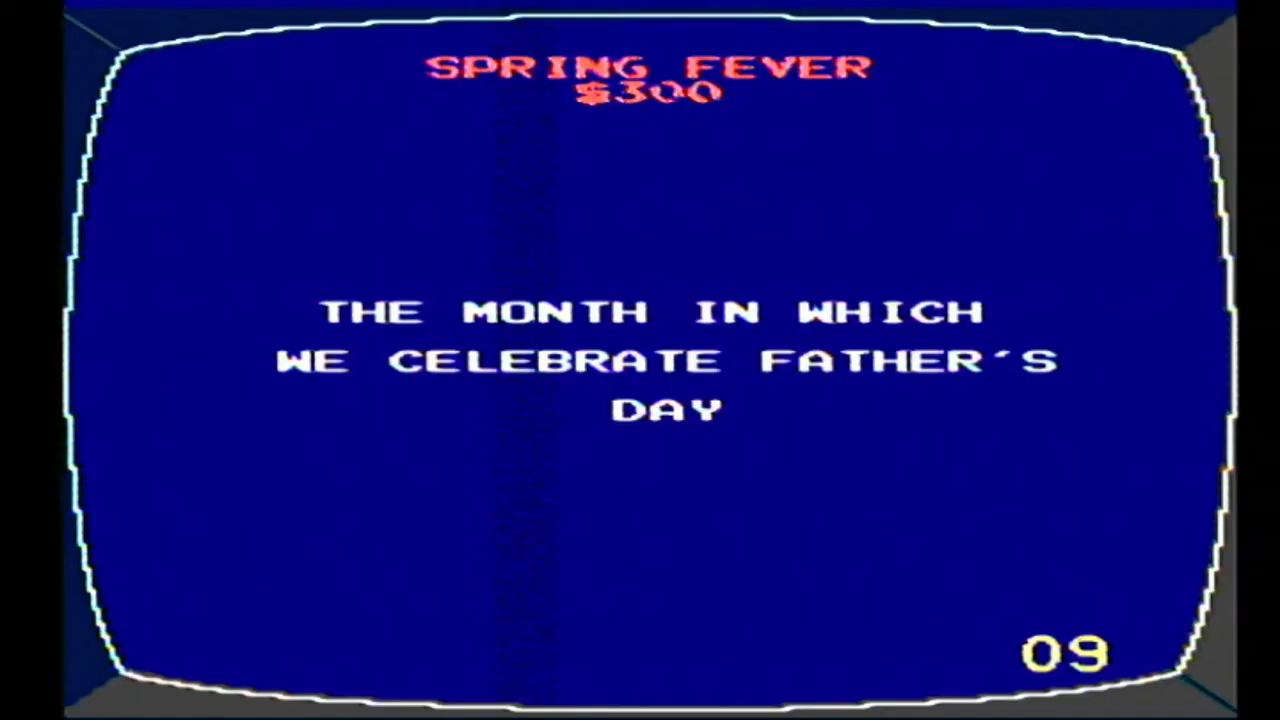 SPRING FEVER
$300
THE MONTH IN WHICH
WE CELEBRATE FATHER'S
DAY
09